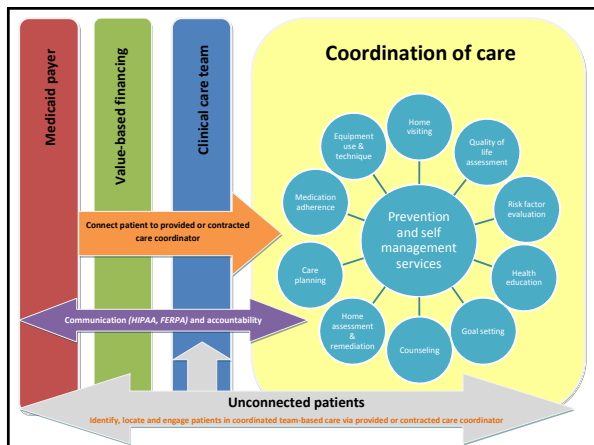 Medicaid payer
Value-based financing
Clinical care team
Coordination of care
Home
visiting
Quality of
life
assessment
Risk factor
evaluation
Health
education
Goal setting
Counseling
Home
assessment &
remediation
Care
planning
Medication
adherence
Equipment
use &
technique
Prevention
and self
management
services
Connect patient to provided or contracted
care coordinator
Communication (HIPAA, FERPA) and accountability
Unconnected patients
Identify, locate and engage patients in coordinated team-based care via provided or contracted care coordinator